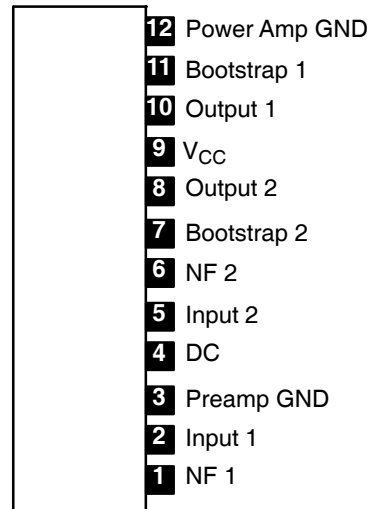 12 Power Amp GND
11 Bootstrap 1
10 Output 1
9 VCC
8 Output 2
7 Bootstrap 2
6 NF 2
5 Input 2
4 DC
3 Preamp GND
2 Input 1
1 NF 1